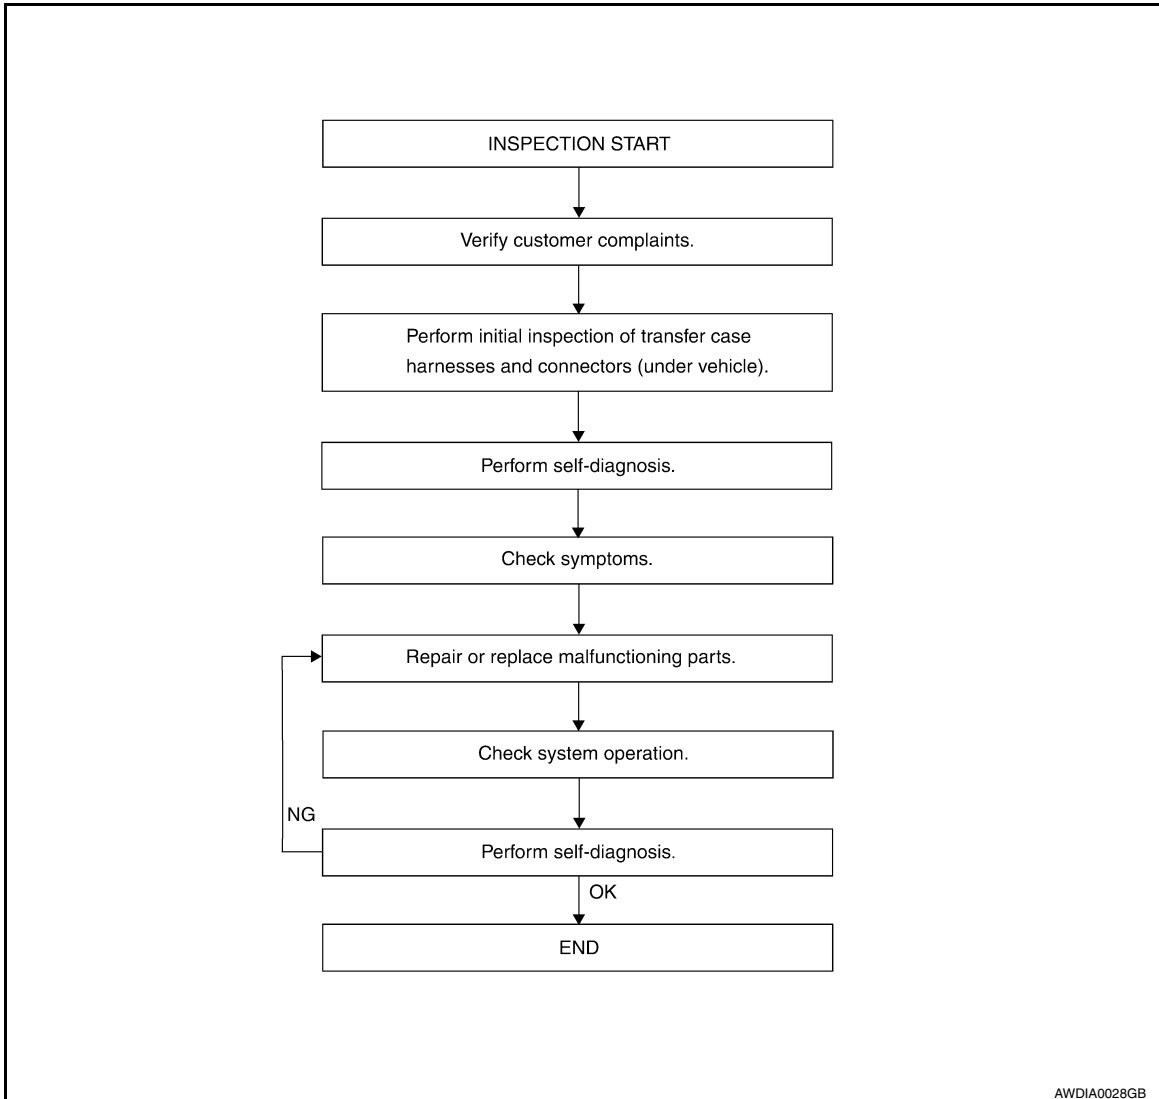 INSPECTION START
Verify customer complaints.
Perform initial inspection of transfer case
harnesses and connectors (under vehicle).
Perform self-diagnosis.
Check symptoms.
Repair or replace malfunctioning parts.
Check system operation.
NG
Perform self-diagnosis.
OK
END
AWDIA0028GB